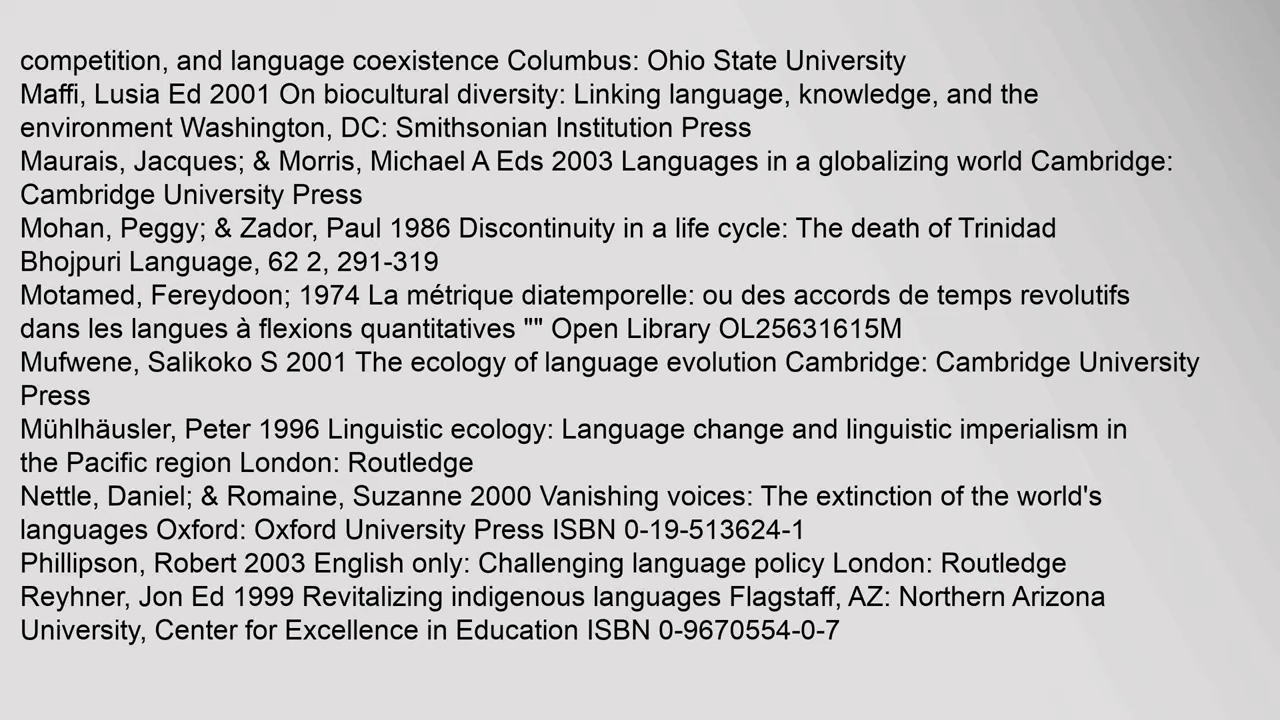 competition, and language coexistence Columbus: Ohio State University
Maffi, Lusia Ed 2001 On biocultural diversity: Linking language, knowledge, and the
environment Washington, DC: Smithsonian Institution Press
Maurais, Jacques; & Morris, Michael A Eds 2003 Languages in a globalizing world Cambridge:
Cambridge University Press
Mohan, Peggy; & Zador, Paul 1986 Discontinuity in a life cycle: The death of Trinidad
Bhojpuri Language, 62 2, 291-319
Motamed, Fereydoon; 1974 La métrique diatemporelle: ou des accords de temps revolutifs
dans les langues à flexions quantitatives "" Open Library OL25631615M
Mufwene, Salikoko S 2001 The ecology of language evolution Cambridge: Cambridge University
Press
Mühlhäusler, Peter 1996 Linguistic ecology: Language change and linguistic imperialism in
the Pacific region London: Routledge
Nettle, Daniel; & Romaine, Suzanne 2000 Vanishing voices: The extinction of the world's
languages Oxford: Oxford University Press ISBN 0-19-513624-1
Phillipson, Robert 2003 English only: Challenging language policy London: Routledge
Reyhner, Jon Ed 1999 Revitalizing indigenous languages Flagstaff, AZ: Northern Arizona
University, Center for Excellence in Education ISBN 0-9670554-0-7